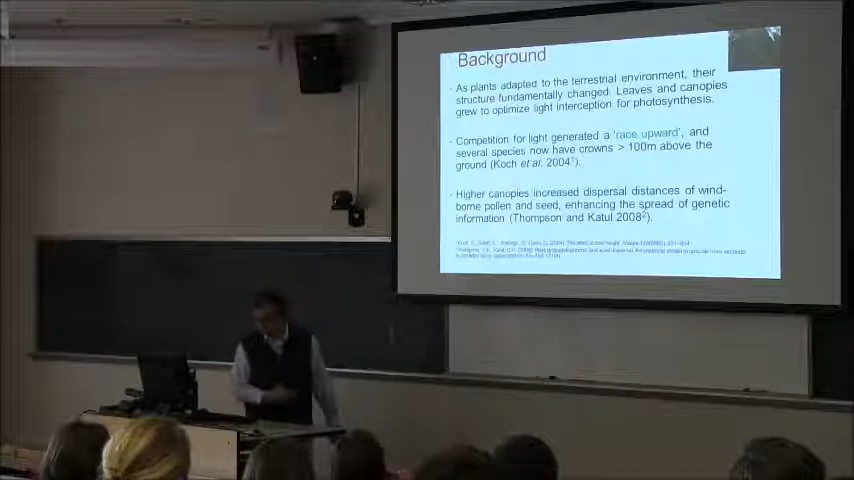 Background
· As plants adapted to the terrestrial environment, their
structure fundamentally changed. Leaves and canopies
grew to optimize light interception for photosynthesis.
· Competition for light generated a 'race upward', and
several species now have crowns > 100m above the
ground (Koch et al. 2004¹).
· Higher canopies increased dispersal distances of wind-
borne pollen and seed, enhancing the spread of genetic
information (Thompson and Katul 2008²).